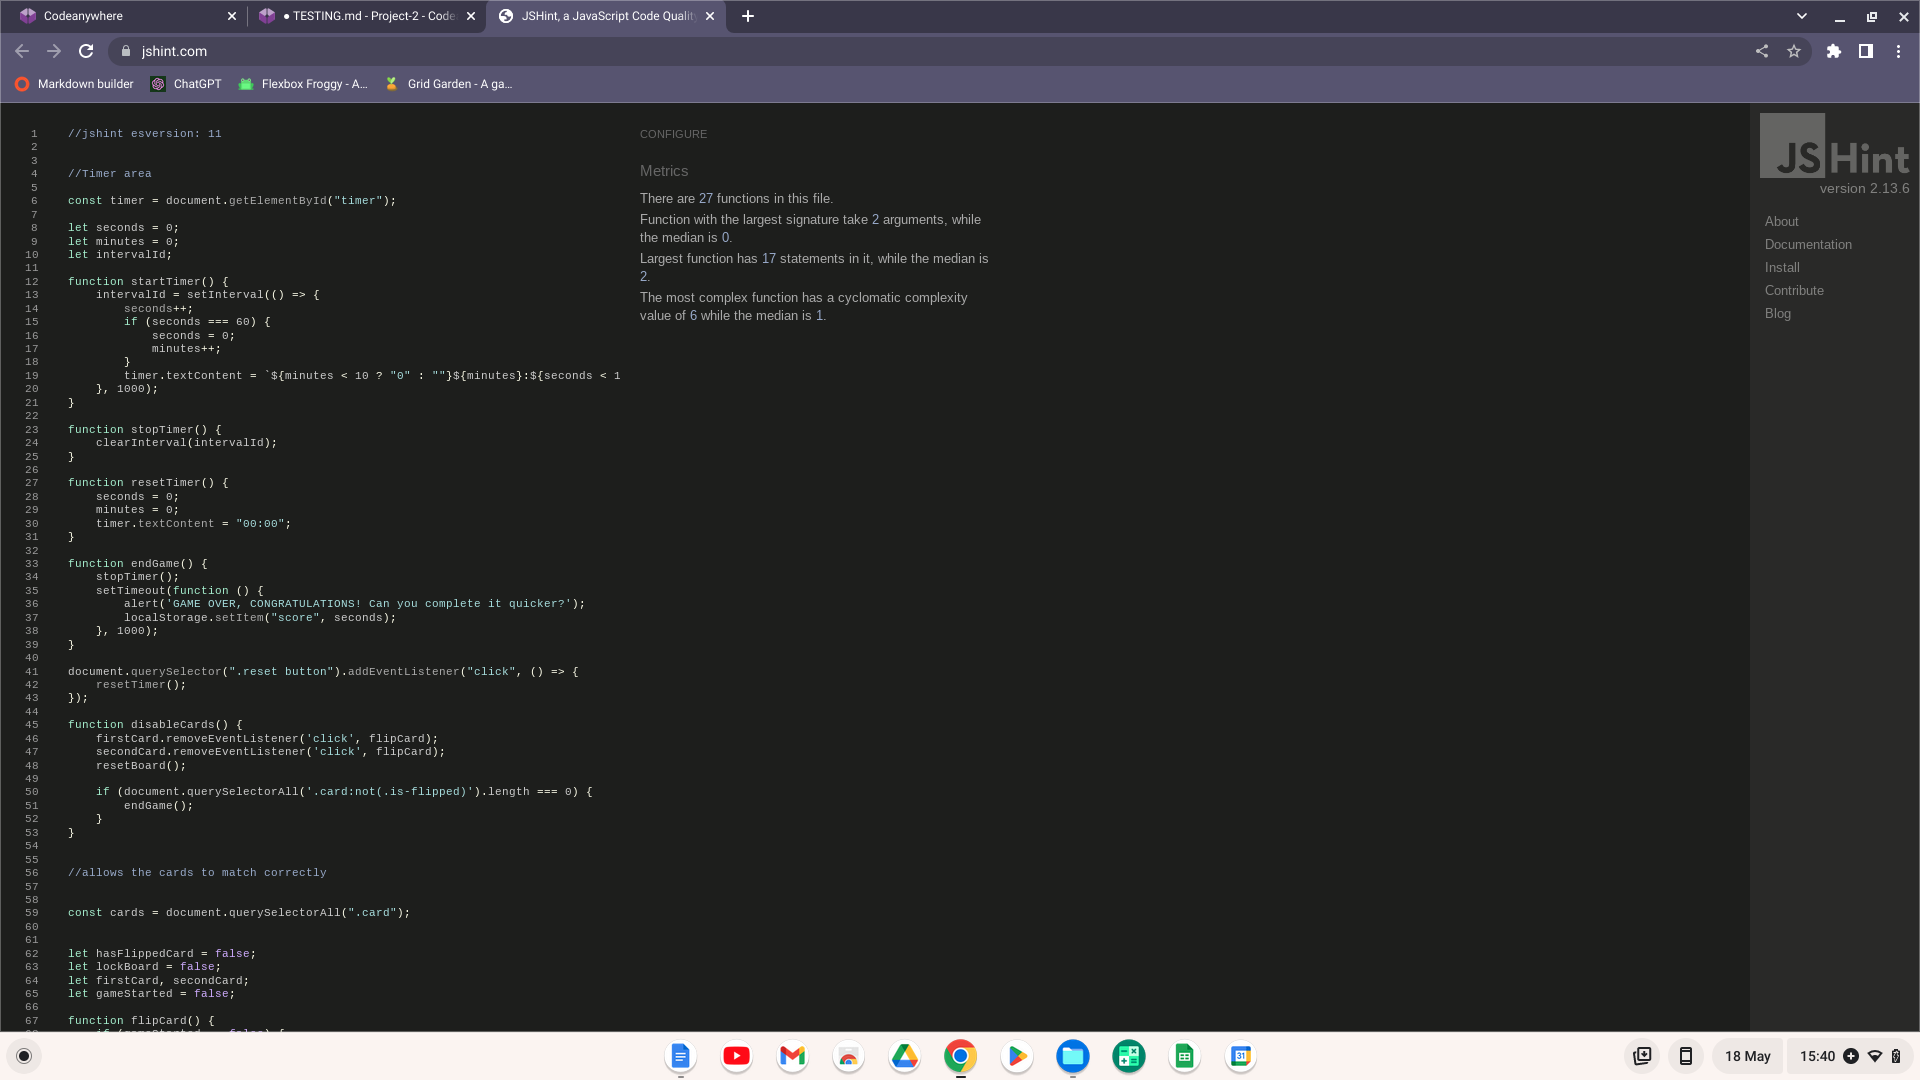 Codeanywhere
● TESTING.md - Project-2 - Code
JSHint, a JavaScript Code Quality
jshint.com
Markdown builder
ChatGPT
Flexbox Froggy - A...
Grid Garden - A ga...
1 //jshint esversion: 11
2
3
4 //Timer area
5
6 const timer = document.getElementById("timer");
7
8 let seconds = 0;
9 let minutes = 0;
10 let intervalId;
11
12 function startTimer() {
13 intervalId = setInterval(() => {
14 seconds++;
15 if (seconds === 60) {
16 seconds = 0;
17 minutes++;
18 }
19 timer.textContent = `${minutes < 10 ? "0" : ""}${minutes}:${seconds < 1
20 }, 1000);
21 }
22
23 function stopTimer() {
24 clearInterval(intervalId);
25 }
26
27 function resetTimer() {
28 seconds = 0;
29 minutes = 0;
30 timer.textContent = "00:00";
31 }
32
33 function endGame() {
34 stopTimer();
35 setTimeout(function () {
36 alert('GAME OVER, CONGRATULATIONS! Can you complete it quicker?');
37 localStorage.setItem("score", seconds);
38 }, 1000);
39 }
40
41 document.querySelector(".reset button").addEventListener("click", () => {
42 resetTimer();
43 });
44
45 function disableCards() {
46 firstCard.removeEventListener('click', flipCard);
47 secondCard.removeEventListener('click', flipCard);
48 resetBoard();
49
50 if (document.querySelectorAll('.card:not(.is-flipped)').length === 0) {
51 endGame();
52 }
53 }
54
55
56 //allows the cards to match correctly
57
58
59 const cards = document.querySelectorAll(".card");
60
61
62 let hasFlippedCard = false;
63 let lockBoard = false;
64 let firstCard, secondCard;
65 let gameStarted = false;
66
67 function flipCard() {
CONFIGURE
Metrics
There are 27 functions in this file.
Function with the largest signature take 2 arguments, while
the median is 0.
Largest function has 17 statements in it, while the median is
2.
The most complex function has a cyclomatic complexity
value of 6 while the median is 1.
JSHint
version 2.13.6
About
Documentation
Install
Contribute
Blog
31
18 May
15:40